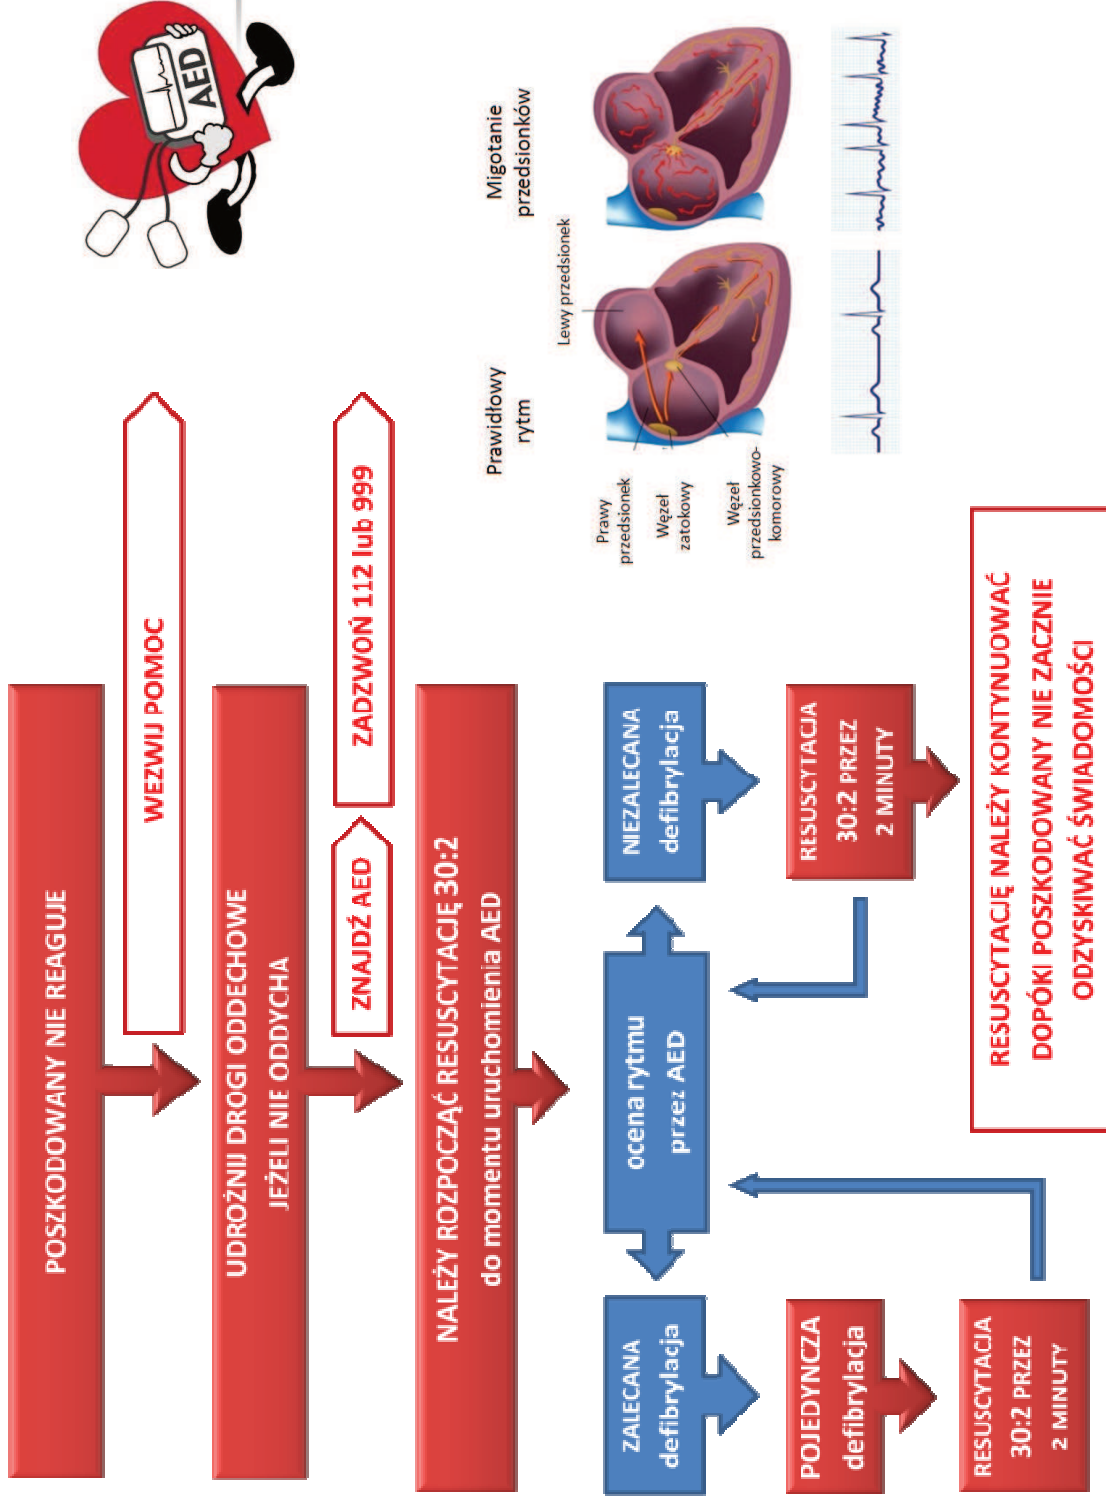 POSZKODOWANY NIE REAGUJE
WEZWIJ POMOC
UDROŻNIJ DROGI ODDECHOWE
JEŻELI NIE ODDYCHA
ZNAJDŹ AED
ZADZWOŃ 112 lub 999
NALEŻY ROZPOCZĄĆ RESUSCYTACJĘ 30:2
do momentu uruchomienia AED
ZALECANA
defibrylacja
ocena rytmu
przez AED
NIEZALECANA
defibrylacja
POJEDYNCZA
defibrylacja
RESUSCYTACJA
30:2 PRZEZ
2 MINUTY
RESUSCYTACJA
30:2 PRZEZ
2 MINUTY
RESUSCYTACJĘ NALEŻY KONTYNUOWAĆ
DOPÓKI POSZKODOWANY NIE ZACZNIE
ODZYSKIWAĆ ŚWIADOMOŚCI
AED
Prawidłowy
rytm
Migotanie
przedsionków
Lewy przedsionek
Prawy
przedsionek
Węzeł
zatokowy
Węzeł
przedsionkowo-
komorowy